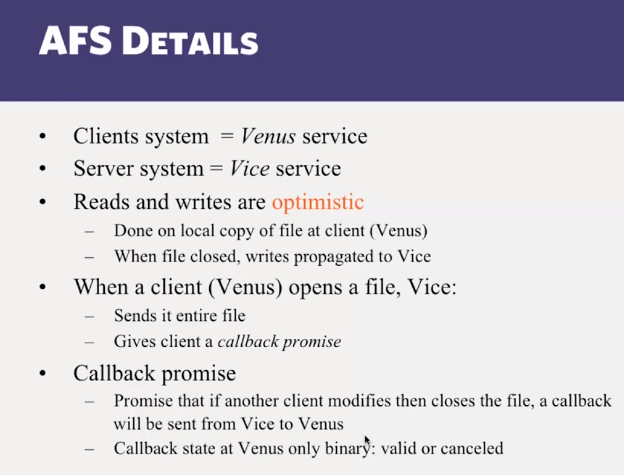 AFS DETAILS
• Clients system = Venus service
• Server system = Vice service
• Reads and writes are optimistic
– Done on local copy of file at client (Venus)
– When file closed, writes propagated to Vice
• When a client (Venus) opens a file, Vice:
– Sends it entire file
– Gives client a callback promise
• Callback promise
– Promise that if another client modifies then closes the file, a callback
will be sent from Vice to Venus
– Callback state at Venus only binary: valid or canceled